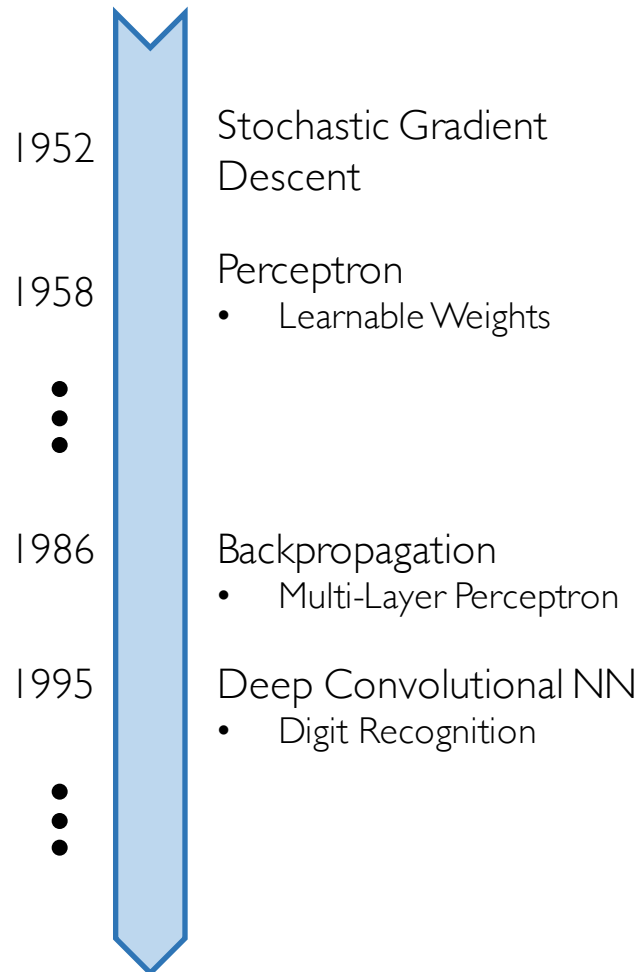 1952
Stochastic Gradient
Descent
1958
Perceptron
• Learnable Weights
1986
Backpropagation
• Multi-Layer Perceptron
1995
Deep Convolutional NN
• Digit Recognition